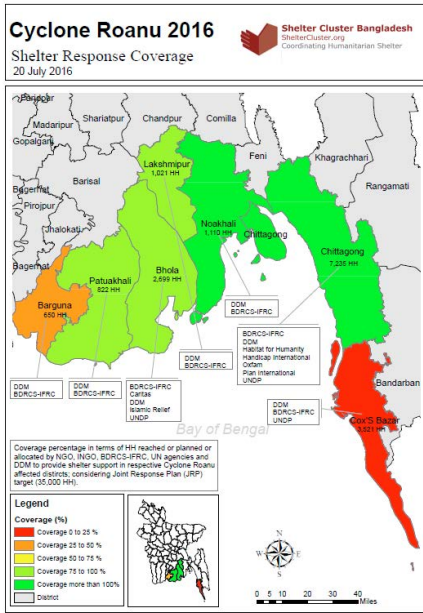 Cyclone Roanu 2016
Shelter Response Coverage
20 July 2016
Shelter Cluster Bangladesh
ShelterCluster.org
Coordinating Humanitarian Shelter
Madaripur
Shariatpur
Chandpur
Comilla
Gopalganj
Lakshmipur
1,021 HH
Feni
Khagrachhari
Rangamati
Bagerhat
Barisal
Pirojpur
Jhalokati
Noakhali
1,110 HH
Chittagong
Chittagong
7,235 HH
Bagerhat
Patuakhali
822 HH
Bhola
2,699 HH
Barguna
650 HH
DDM
BDRCS-IFRC
BDRCS-IFRC
DDM
Habitat for Humanity
Handicap International
Oxfam
Plan International
UNDP
DDM
BDRCS-IFRC
DDM
BDRCS-IFRC
DDM
BDRCS-IFRC
BDRCS-IFRC
Caritas
DDM
Islamic Relief
UNDP
DDM
BDRCS-IFRC
UNDP
Bandarban
Cox'S Bazar
3,521 HH
Bay of Bengal
Coverage percentage in terms of HH reached or planned or
allocated by NGO, INGO, BDRCS-IFRC, UN agencies and
DDM to provide shelter support in respective Cyclone Roanu
affected districts; considering Joint Response Plan (JRP)
target (35,000 HH).
Legend
Coverage (%)
Coverage 0 to 25 %
Coverage 25 to 50 %
Coverage 50 to 75 %
Coverage 75 to 100 %
Coverage more than 100%
District
N
W
E
S
0 5 10 20 30 40
Miles